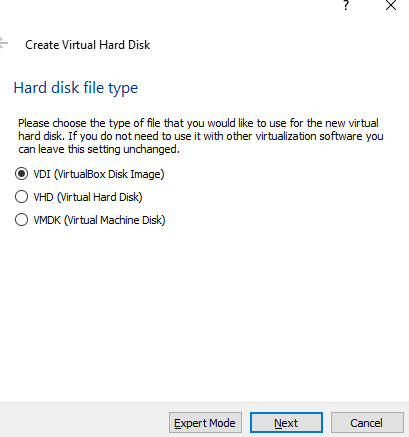 ?
Create Virtual Hard Disk
Hard disk file type
Please choose the type of file that you would like to use for the new virtual
hard disk. If you do not need to use it with other virtualization software you
can leave this setting unchanged.
VDI (VirtualBox Disk Image)
VHD (Virtual Hard Disk)
VMDK (Virtual Machine Disk)
Expert Mode Next Cancel